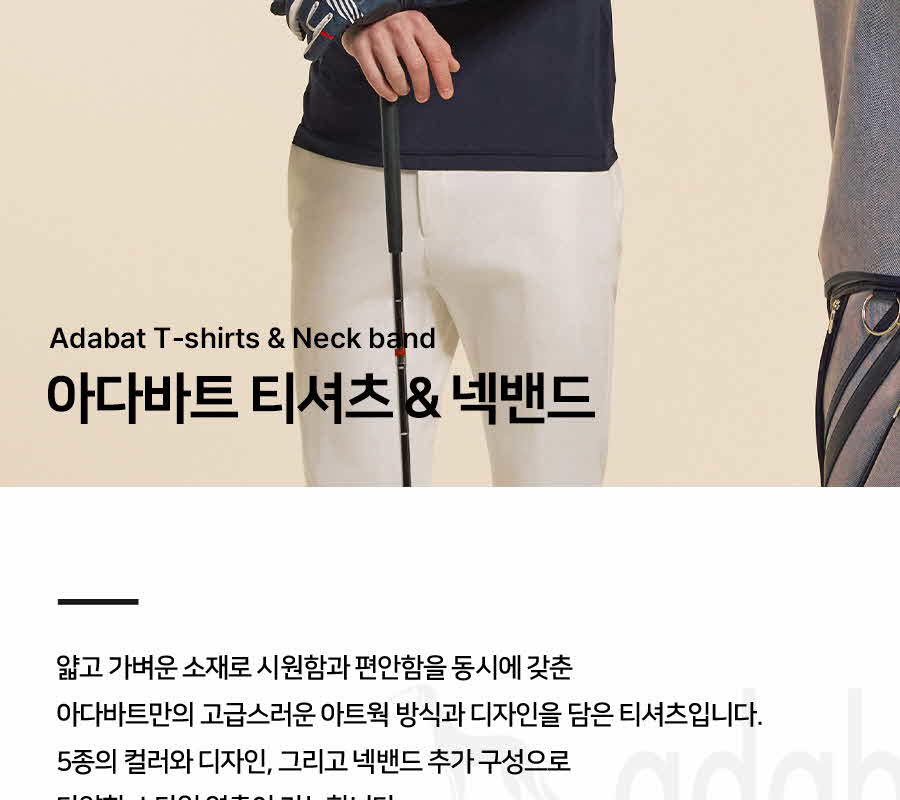 Adabat T-shirts & Neck band
아다바트 티셔츠 & 넥밴드
얇고 가벼운 소재로 시원함과 편안함을 동시에 갖춘
아다바트만의 고급스러운 아트웍 방식과 디자인을 담은 티셔츠입니다.
5종의 컬러와 디자인, 그리고 넥밴드 추가 구성으로